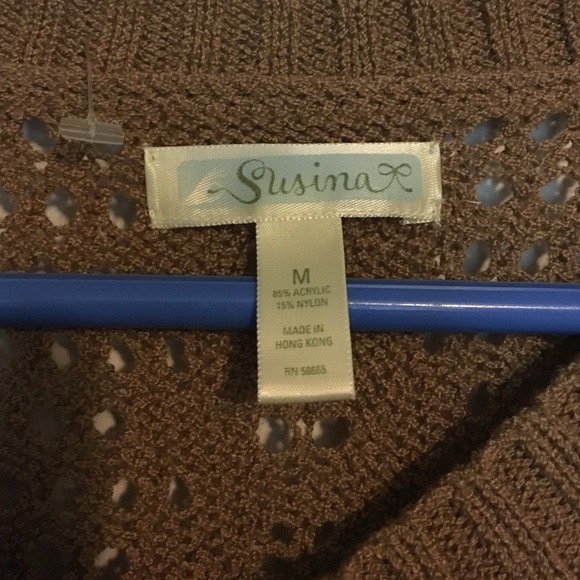 Susina
M
85% ACRYLIC
15% NYLON
MADE IN
HONG KONG
RN 58665